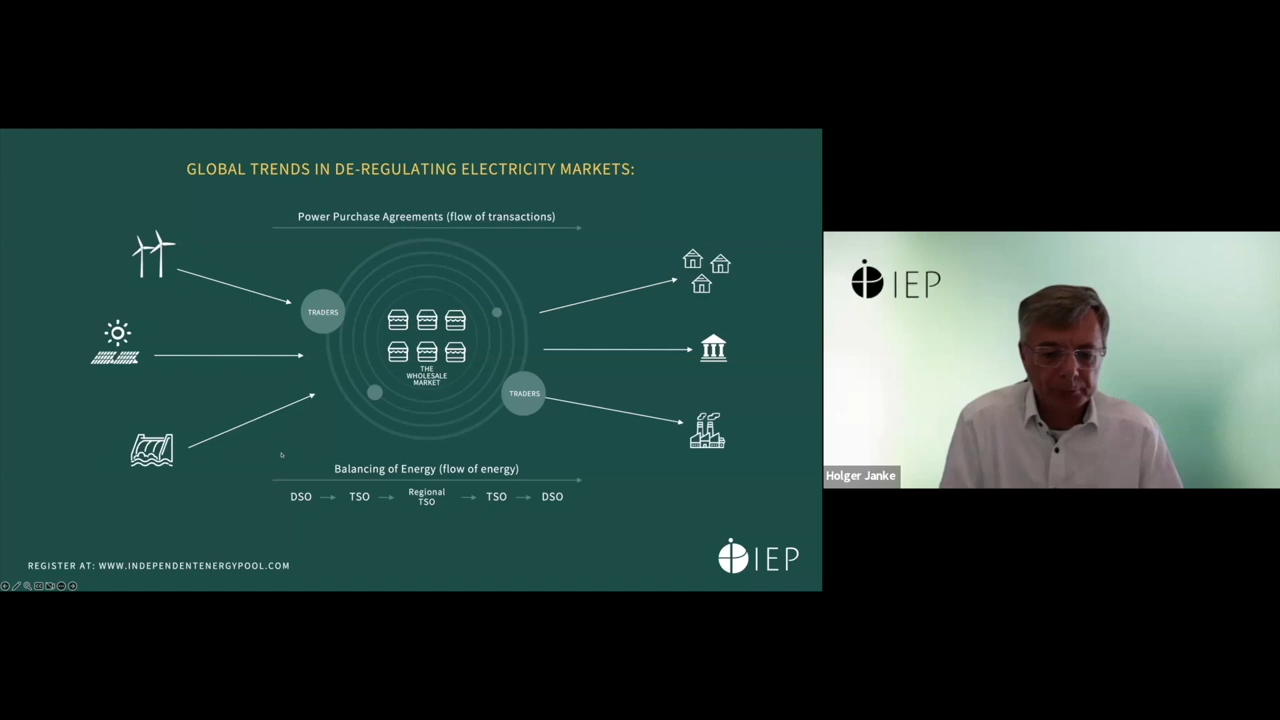 GLOBAL TRENDS IN DE-REGULATING ELECTRICITY MARKETS:
Power Purchase Agreements (flow of transactions)
TRADERS
THE
WHOLESALE
MARKET
TRADERS
Balancing of Energy (flow of energy)
DSO TSO Regional
TSO TSO DSO
REGISTER AT: WWW.INDEPENDENTENERGYPOOL.COM
IEP
IEP
Holger Janke